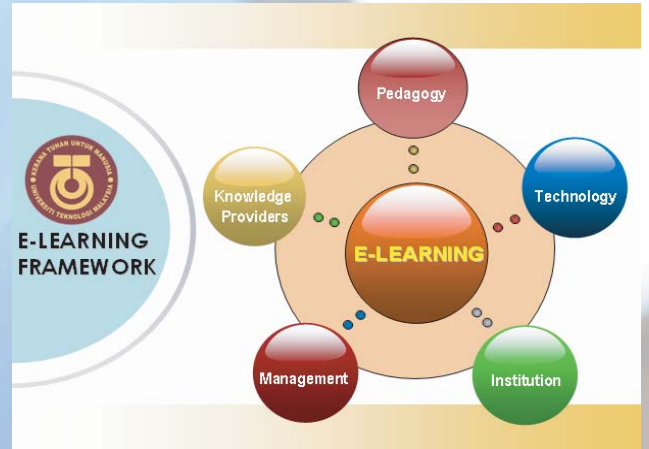 Pedagogy
Knowledge
Providers
Technology
KERANA TUHAN UNTUK MANUSIA
UNIVERSITI TEKNOLOGI MALAYSIA
E-LEARNING
FRAMEWORK
E-LEARNING
Management
Institution